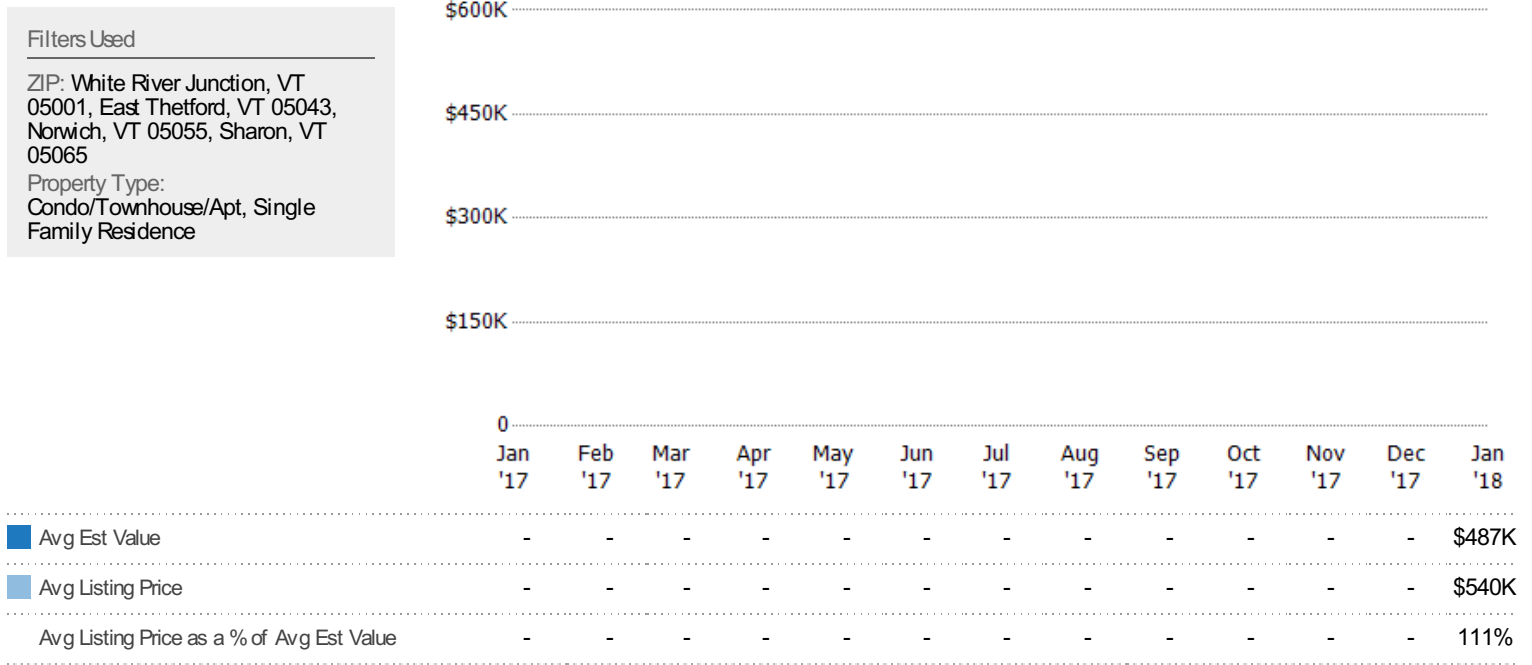 Filters Used
ZIP: White River Junction, VT
05001, East Thetford, VT 05043,
Norwich, VT 05055, Sharon, VT
05065
Property Type:
Condo/Townhouse/Apt, Single
Family Residence
$600K
$450K
$300K
$150K
0
Jan Feb Mar Apr May Jun Jul Aug Sep Oct Nov Dec Jan
'17 '17 '17 '17 '17 '17 '17 '17 '17 '17 '17 '17 '18
Avg Est Value - - - - - - - - - - - - $487K
Avg Listing Price - - - - - - - - - - - - $540K
Avg Listing Price as a % of Avg Est Value - - - - - - - - - - - - 111%